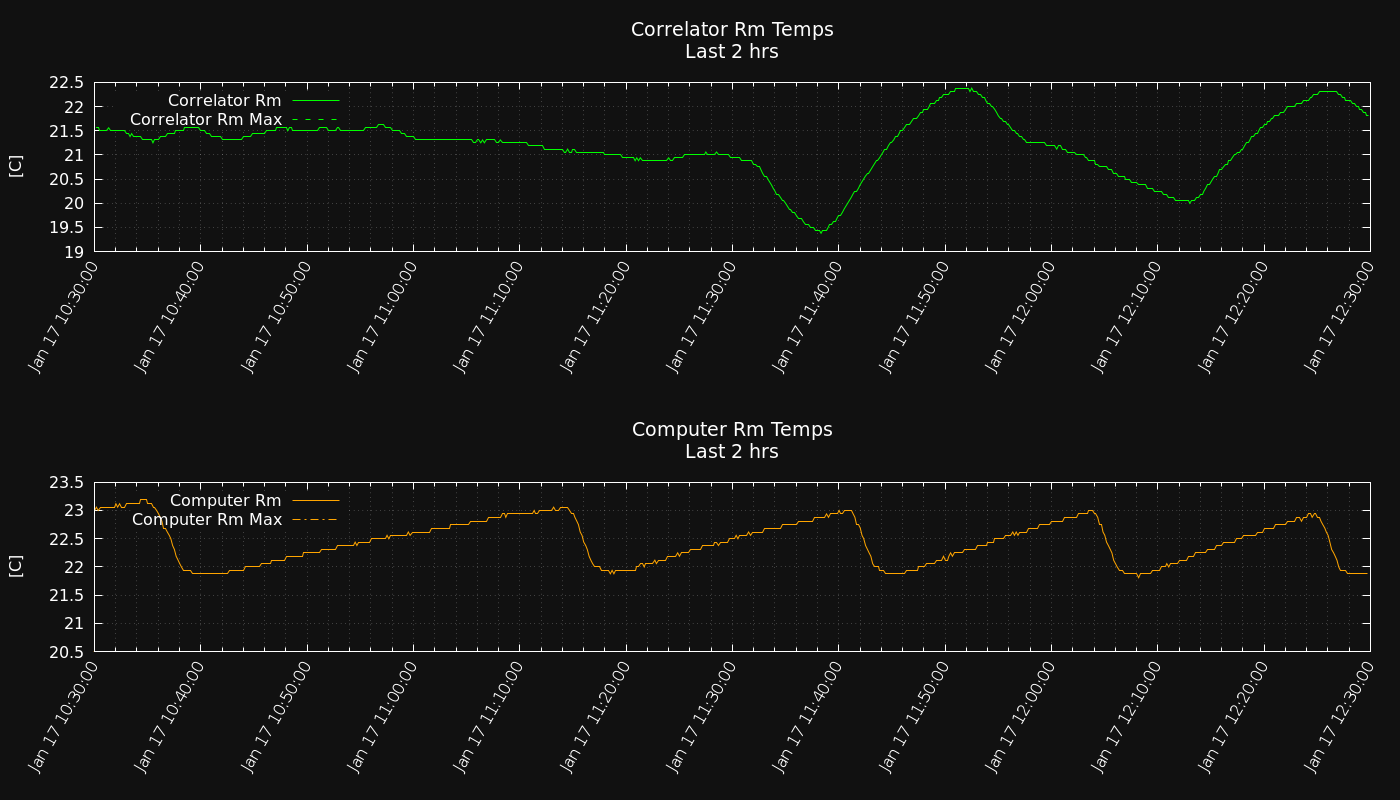 Correlator Rm Temps
Last 2 hrs
22.5
22
21.5
21
20.5
20
19.5
19
[C]
Correlator Rm
Correlator Rm Max
Jan 17 10:30:00
Jan 17 10:40:00
Jan 17 10:50:00
Jan 17 11:00:00
Jan 17 11:10:00
Jan 17 11:20:00
Jan 17 11:30:00
Jan 17 11:40:00
Jan 17 11:50:00
Jan 17 12:00:00
Jan 17 12:10:00
Jan 17 12:20:00
Jan 17 12:30:00
Computer Rm Temps
Last 2 hrs
23.5
23
22.5
22
21.5
21
20.5
[C]
Computer Rm
Computer Rm Max
Jan 17 10:30:00
Jan 17 10:40:00
Jan 17 10:50:00
Jan 17 11:00:00
Jan 17 11:10:00
Jan 17 11:20:00
Jan 17 11:30:00
Jan 17 11:40:00
Jan 17 11:50:00
Jan 17 12:00:00
Jan 17 12:10:00
Jan 17 12:20:00
Jan 17 12:30:00